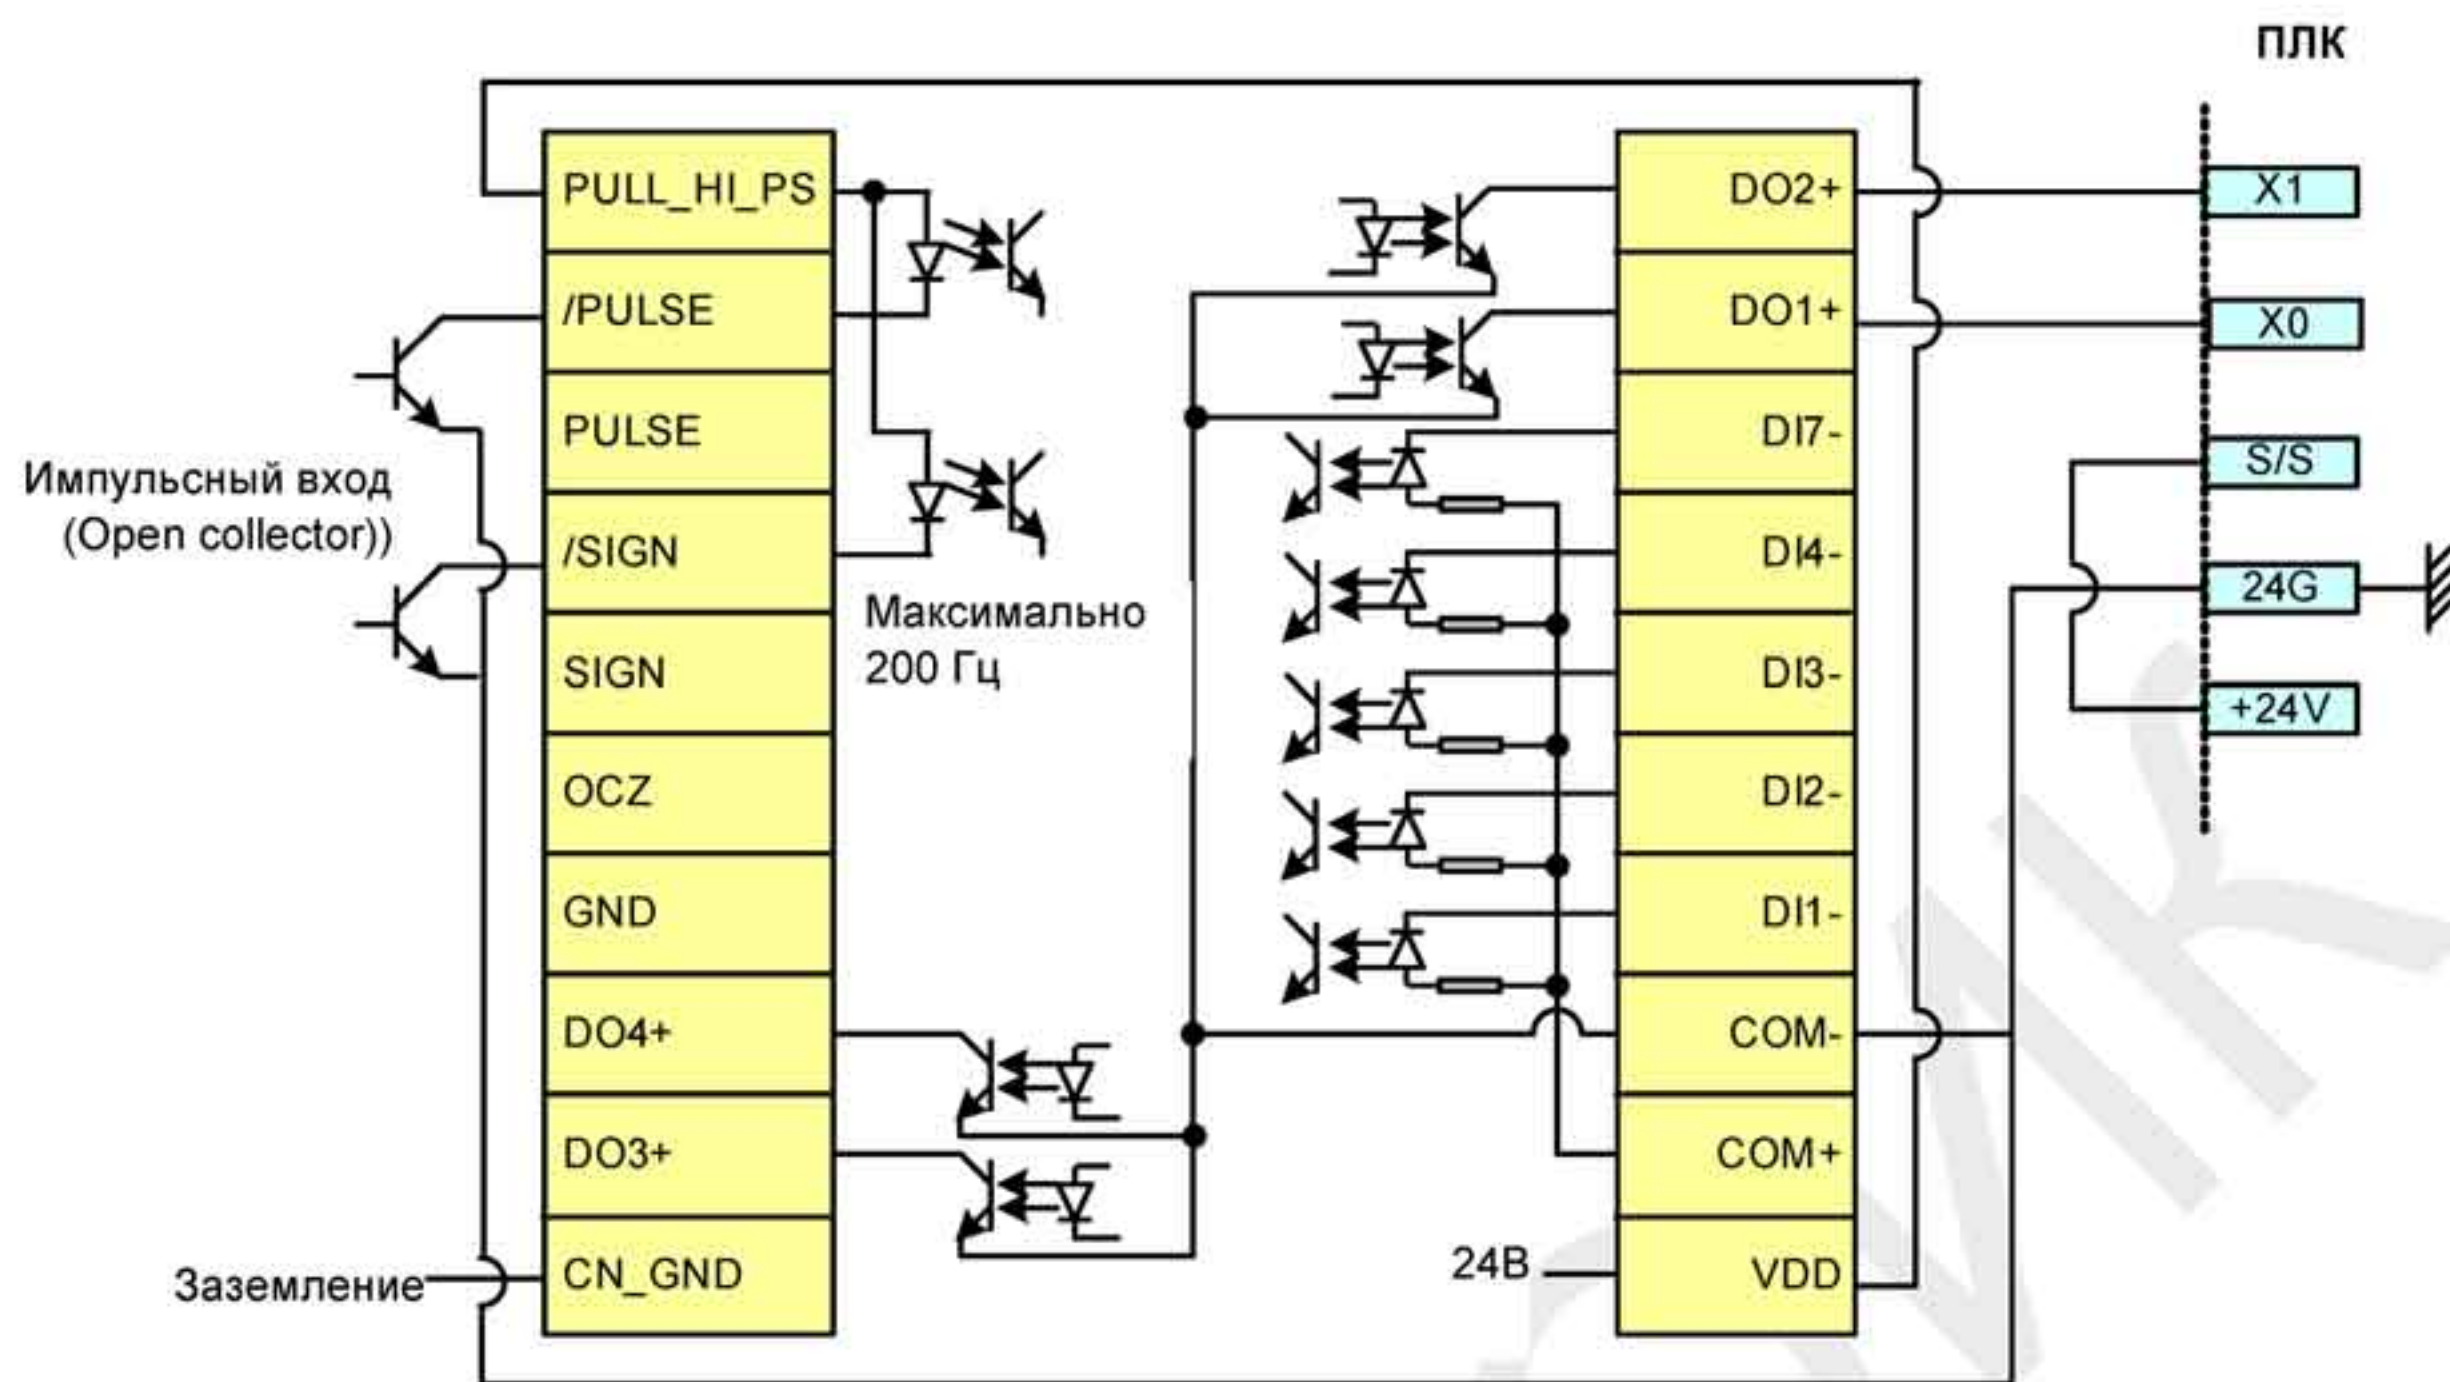 ПЛК
PULL_HI_PS
/PULSE
PULSE
/SIGN
SIGN
OCZ
GND
DO4+
DO3+
CN_GND
Импульсный вход
(Open collector))
Заземление
Максимально
200 Гц
DO2+
DO1+
DI7-
DI4-
DI3-
DI2-
DI1-
COM-
COM+
VDD
24В
X1
X0
S/S
24G
+24V